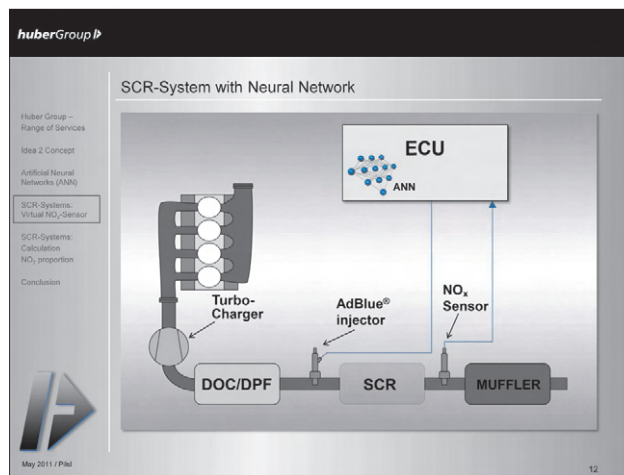 huberGroup
SCR-System with Neural Network
Huber Group –
Range of Services
Idea 2 Concept
Artificial Neural
Networks (ANN)
SCR-Systems:
Virtual NOx-Sensor
SCR-Systems:
Calculation
NO2 proportion
Conclusion
ECU
ANN
Turbo-
Charger
AdBlue®
injector
NOx
Sensor
DOC/DPF
SCR
MUFFLER
May 2011 / Pilsl
12